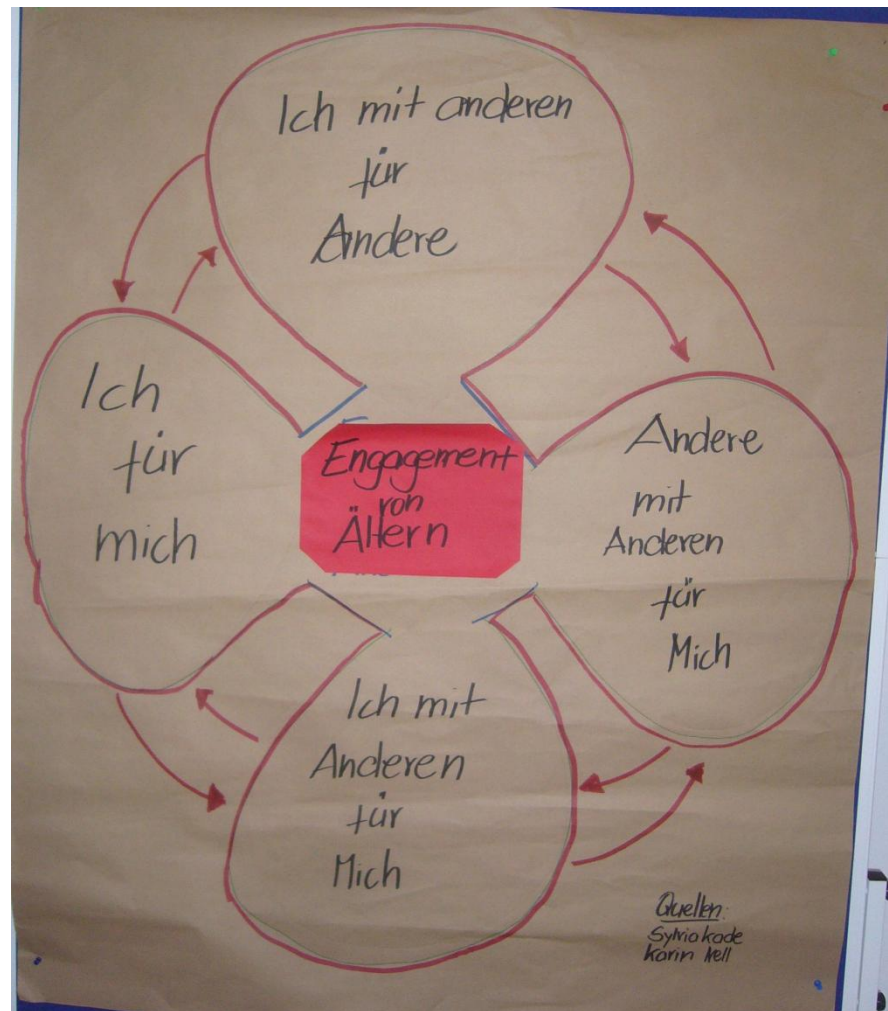 Ich mit anderen
für
Andere
Ich
für
mich
Engagement
von
Ältern
Andere
mit
Anderen
für
Mich
Ich mit
Anderen
für
Mich
Quellen:
Sylvia Kade
Karin Nell